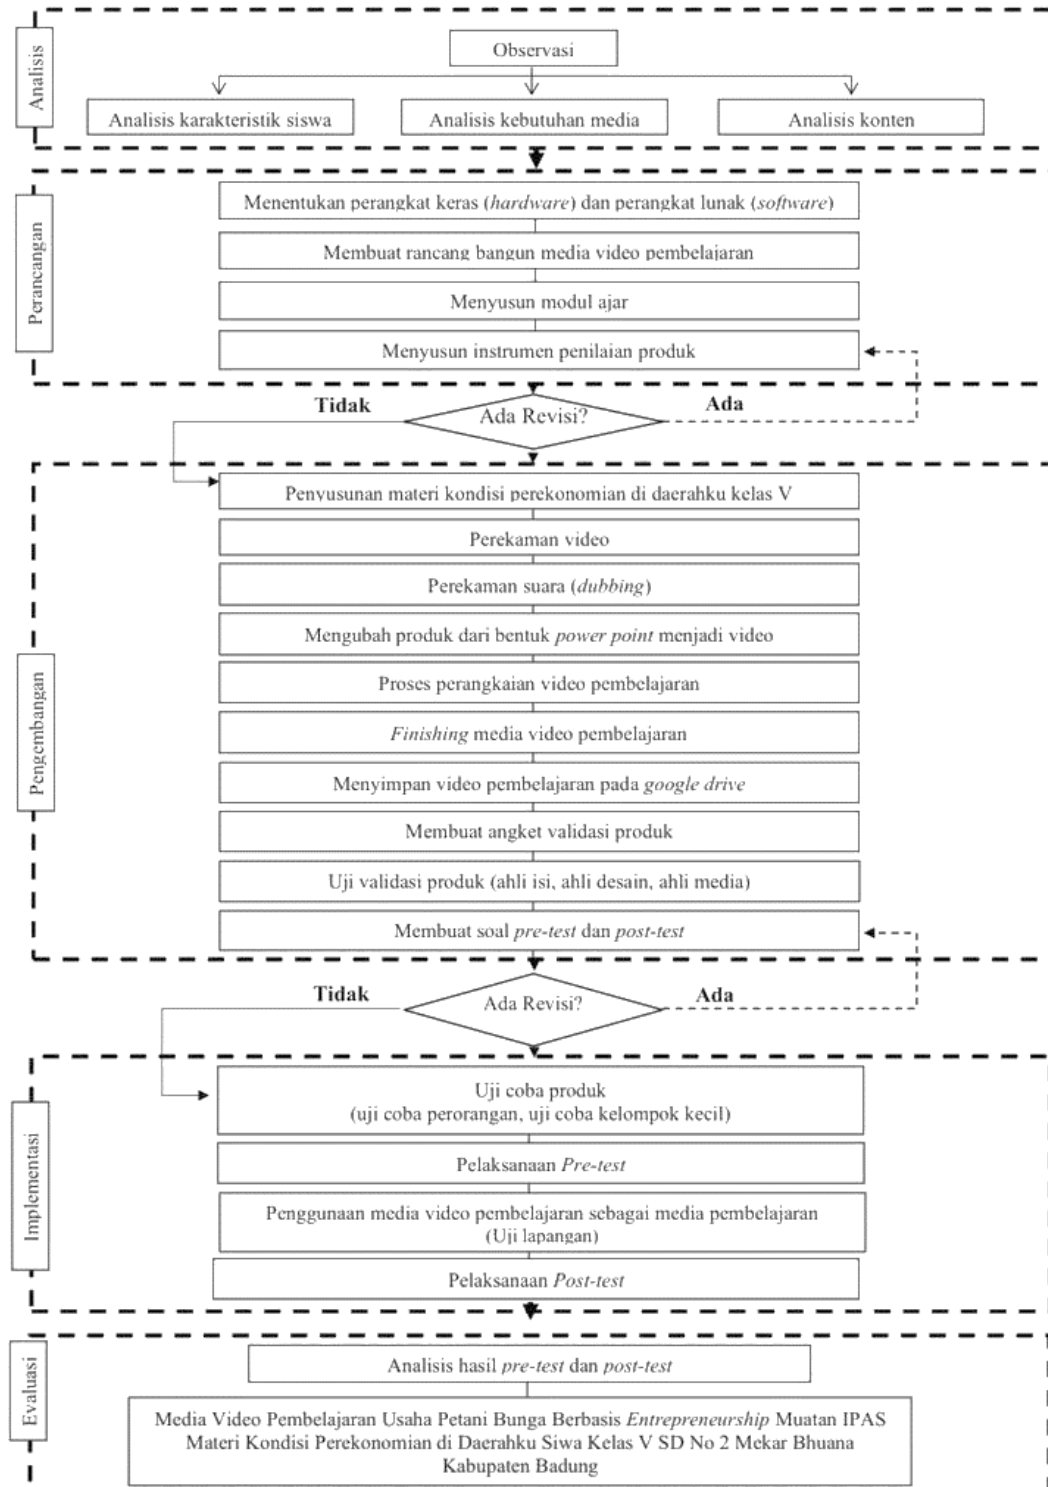 Analisis
Observasi
Analisis karakteristik siswa
Analisis kebutuhan media
Analisis konten
Perancangan
Menentukan perangkat keras (hardware) dan perangkat lunak (software)
Membuat rancang bangun media video pembelajaran
Menyusun modul ajar
Menyusun instrumen penilaian produk
Tidak
Ada Revisi?
Ada
Pengembangan
Penyusunan materi kondisi perekonomian di daerahku kelas V
Perekaman video
Perekaman suara (dubbing)
Mengubah produk dari bentuk power point menjadi video
Proses perangkaian video pembelajaran
Finishing media video pembelajaran
Menyimpan video pembelajaran pada google drive
Membuat angket validasi produk
Uji validasi produk (ahli isi, ahli desain, ahli media)
Membuat soal pre-test dan post-test
Tidak
Ada Revisi?
Ada
Implementasi
Uji coba produk
(uji coba perorangan, uji coba kelompok kecil)
Pelaksanaan Pre-test
Penggunaan media video pembelajaran sebagai media pembelajaran
(Uji lapangan)
Pelaksanaan Post-test
Evaluasi
Analisis hasil pre-test dan post-test
Media Video Pembelajaran Usaha Petani Bunga Berbasis Entrepreneurship Muatan IPAS
Materi Kondisi Perekonomian di Daerahku Siwa Kelas V SD No 2 Mekar Bhuana
Kabupaten Badung